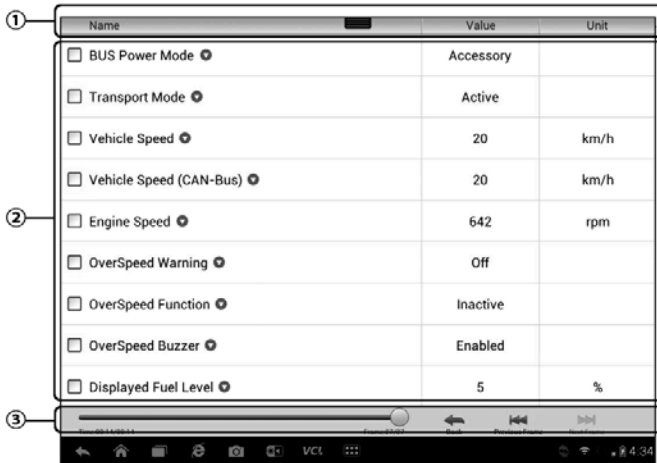 ①
Name Value Unit
②
BUS Power Mode Accessory
Transport Mode Active
Vehicle Speed 20 km/h
Vehicle Speed (CAN-Bus) 20 km/h
Engine Speed 642 rpm
OverSpeed Warning Off
OverSpeed Function Inactive
OverSpeed Buzzer Enabled
Displayed Fuel Level 5 %
③
Back Previous Frame Next Frame
VCI 4:34